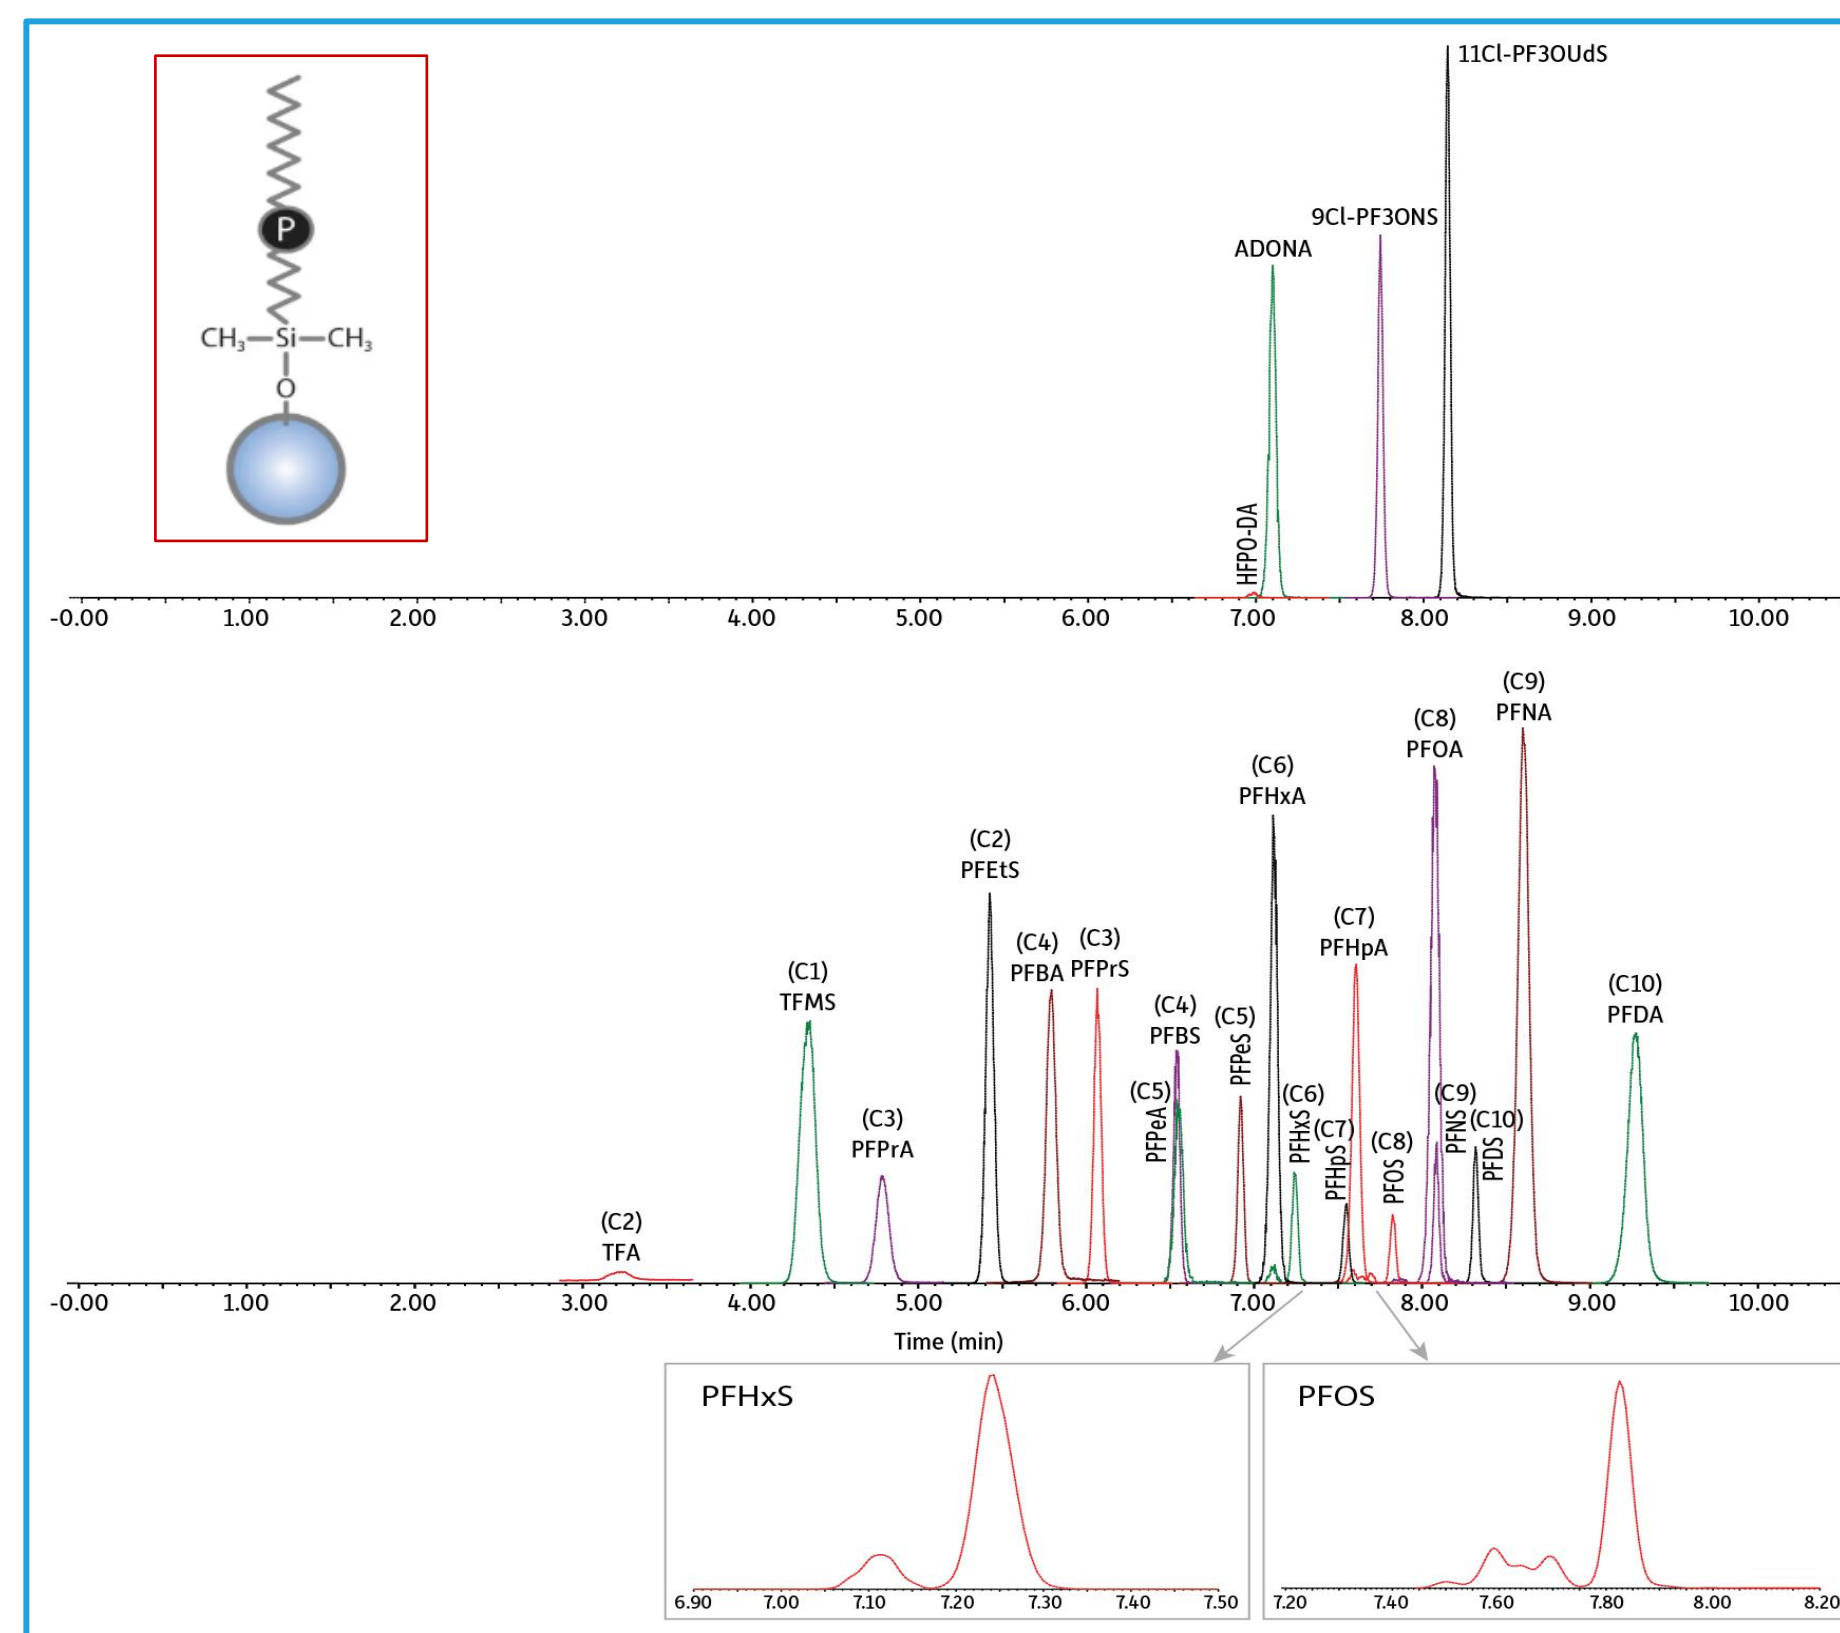 P
CH₃—Si—CH₃
O
11Cl-PF3OUdS
9Cl-PF3ONS
ADONA
HFPO-DA
-0.00 1.00 2.00 3.00 4.00 5.00 6.00 7.00 8.00 9.00 10.00
(C9)
PFNA
(C8)
PFOA
(C6)
PFHxA
(C2)
PFEtS
(C7)
PFHpA
(C4)
PFBA
(C3)
PFPrS
(C1)
TFMS
(C10)
PFDA
(C4)
PFBS
(C5)
PFPeS
(C5)
PFPeA
(C6)
PFHxS
(C9)
PFNS
(C10)
PFDS
(C3)
PFPrA
(C7)
PFHpS
(C8)
PFOS
(C2)
TFA
-0.00 1.00 2.00 3.00 4.00 5.00 6.00 7.00 8.00 9.00 10.00
Time (min)
PFHxS
6.90 7.00 7.10 7.20 7.30 7.40 7.50
PFOS
7.20 7.40 7.60 7.80 8.00 8.20